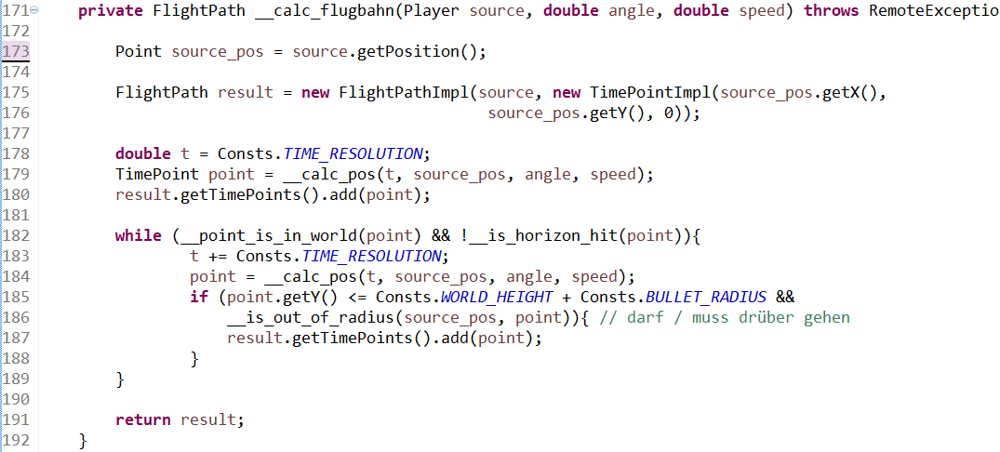 171 private FlightPath __calc_flugbahn(Player source, double angle, double speed) throws RemoteExceptio
172
173 Point source_pos = source.getPosition();
174
175 FlightPath result = new FlightPathImpl(source, new TimePointImpl(source_pos.getX(),
176 source_pos.getY(), 0));
177
178 double t = Consts.TIME_RESOLUTION;
179 TimePoint point = __calc_pos(t, source_pos, angle, speed);
180 result.getTimePoints().add(point);
181
182 while (__point_is_in_world(point) && !__is_horizon_hit(point)){
183 t += Consts.TIME_RESOLUTION;
184 point = __calc_pos(t, source_pos, angle, speed);
185 if (point.getY() <= Consts.WORLD_HEIGHT + Consts.BULLET_RADIUS &&
186 __is_out_of_radius(source_pos, point)){ // darf / muss drüber gehen
187 result.getTimePoints().add(point);
188 }
189 }
190
191 return result;
192 }